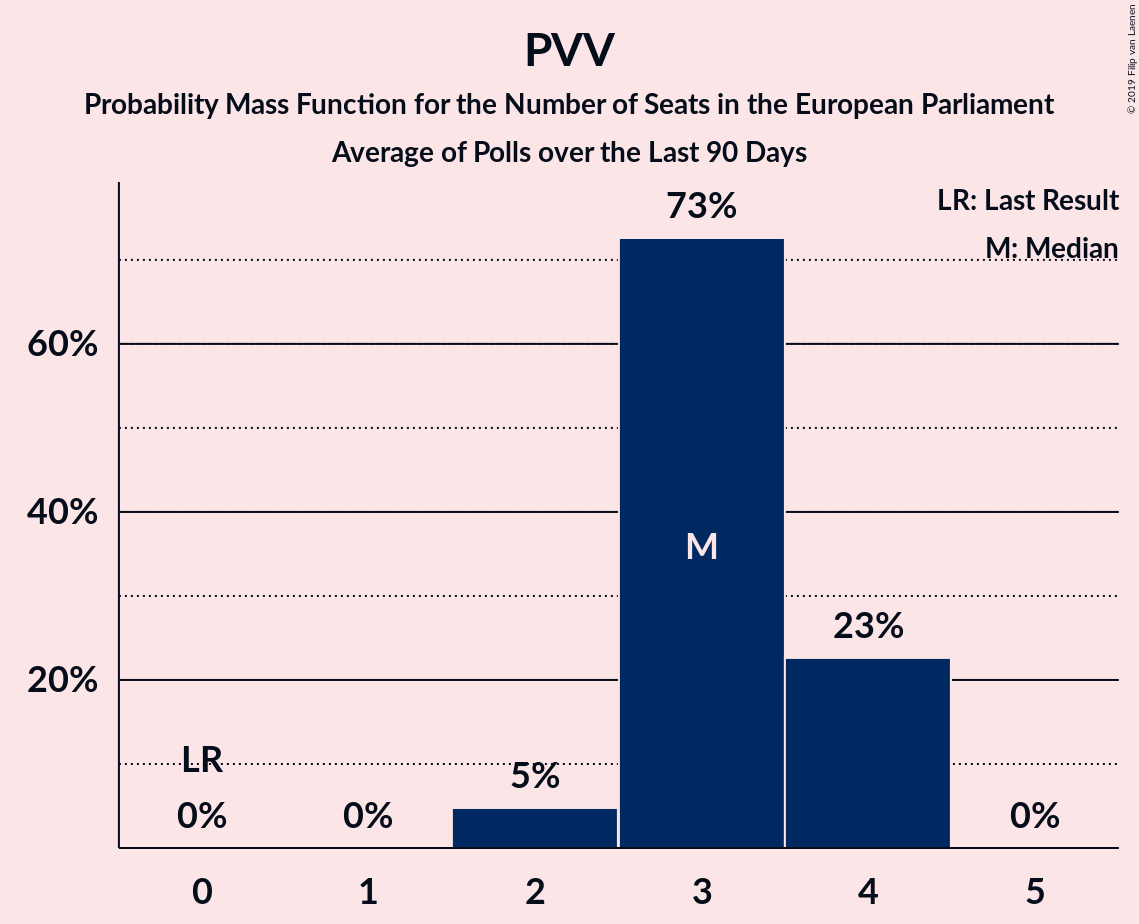 PVV
Probability Mass Function for the Number of Seats in the European Parliament
Average of Polls over the Last 90 Days
© 2019 Filip van Laenen
LR: Last Result
M: Median
73%
60%
40%
M
23%
20%
LR
5%
0%
0%
0%
0
1
2
3
4
5